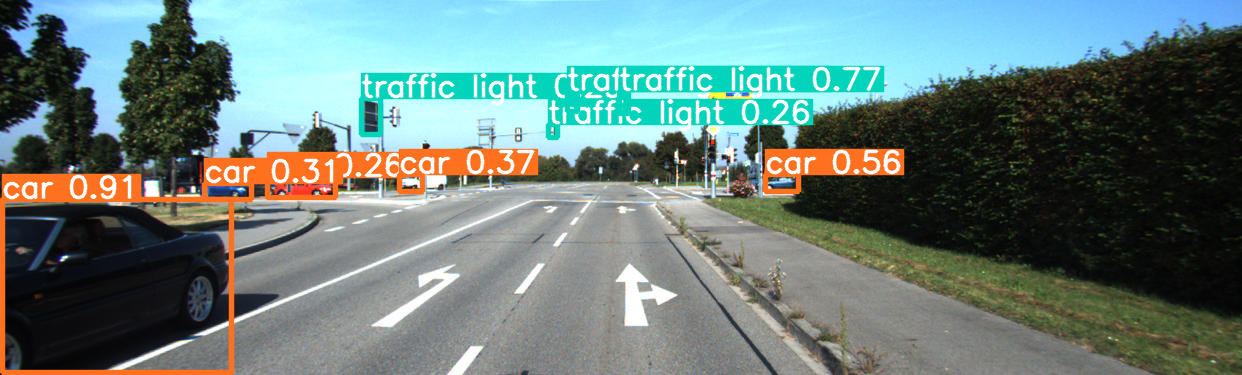 traffic light
traftraffic light 0.77
traffic light 0.26
car 0.31
0.26
car 0.37
car 0.56
car 0.91